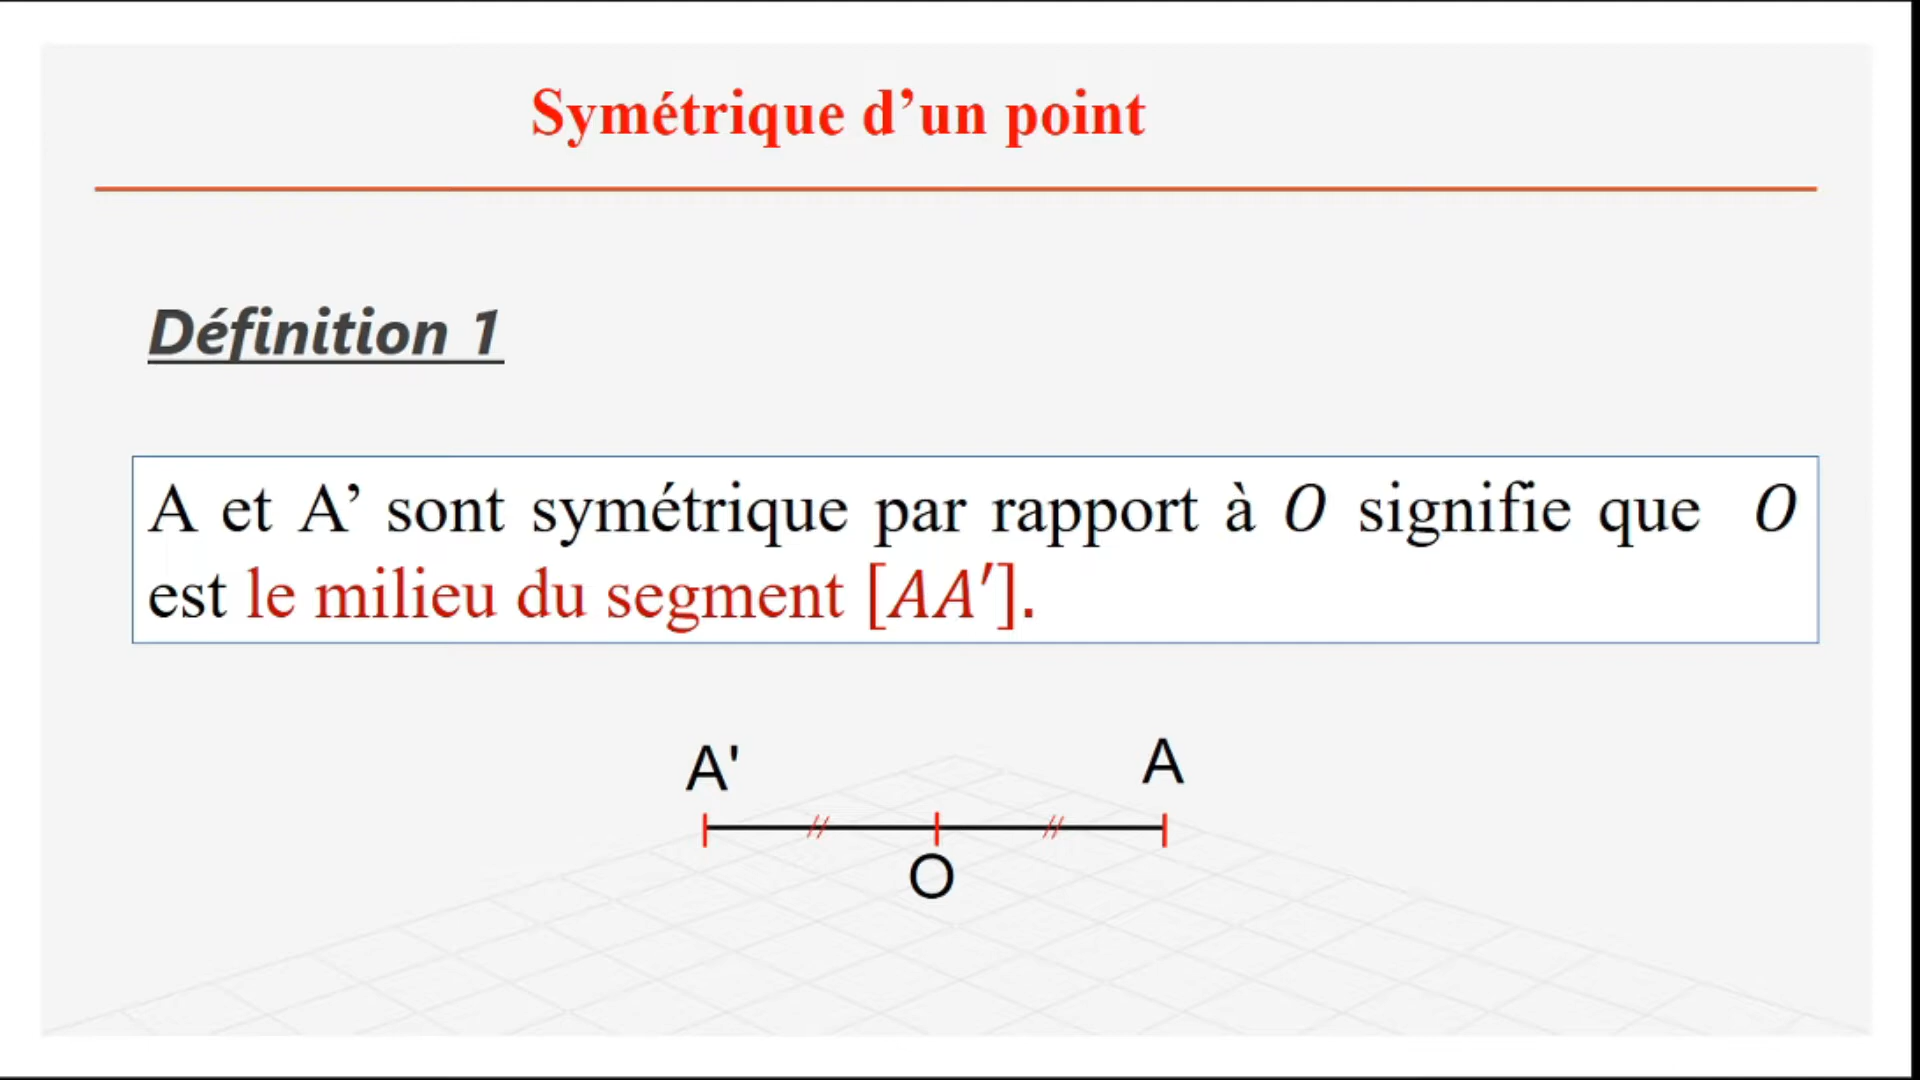 Symétrique d’un point
Définition 1
A et A’ sont symétrique par rapport à O signifie que O
est le milieu du segment [AA′].
A' A
O